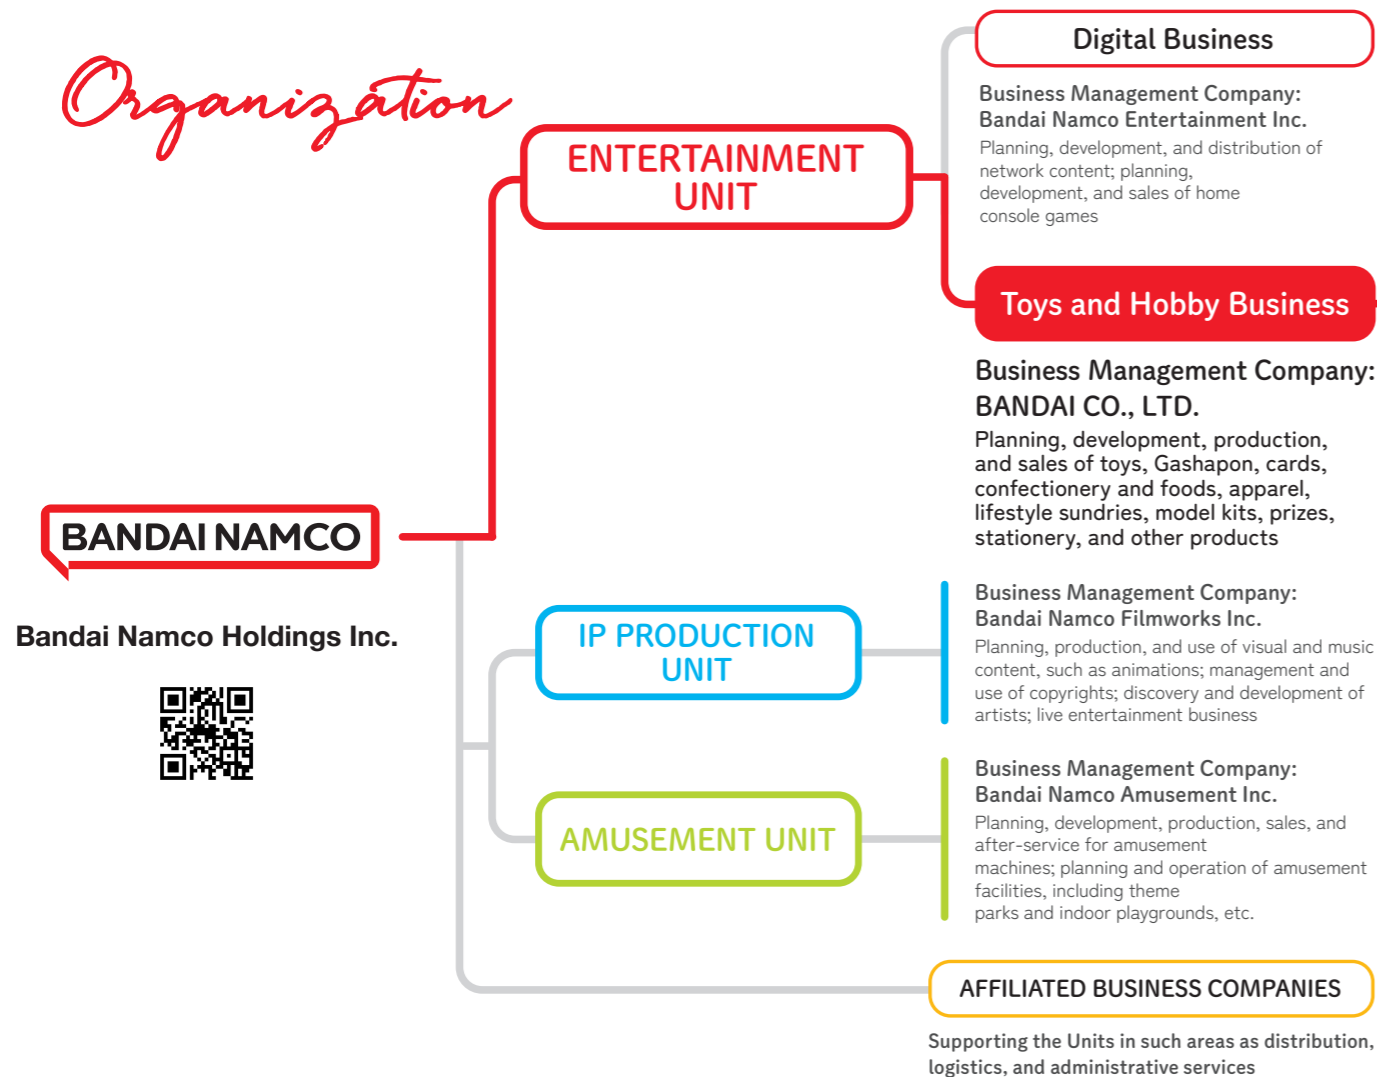 Organization
ENTERTAINMENT
UNIT
Digital Business
Business Management Company:
Bandai Namco Entertainment Inc.
Planning, development, and distribution of
network content; planning,
development, and sales of home
console games
Toys and Hobby Business
Business Management Company:
BANDAI CO., LTD.
Planning, development, production,
and sales of toys, Gashapon, cards,
confectionery and foods, apparel,
lifestyle sundries, model kits, prizes,
stationery, and other products
BANDAI NAMCO
Bandai Namco Holdings Inc.
IP PRODUCTION
UNIT
Business Management Company:
Bandai Namco Filmworks Inc.
Planning, production, and use of visual and music
content, such as animations; management and
use of copyrights; discovery and development of
artists; live entertainment business
AMUSEMENT UNIT
Business Management Company:
Bandai Namco Amusement Inc.
Planning, development, production, sales, and
after-service for amusement
machines; planning and operation of amusement
facilities, including theme
parks and indoor playgrounds, etc.
AFFILIATED BUSINESS COMPANIES
Supporting the Units in such areas as distribution,
logistics, and administrative services